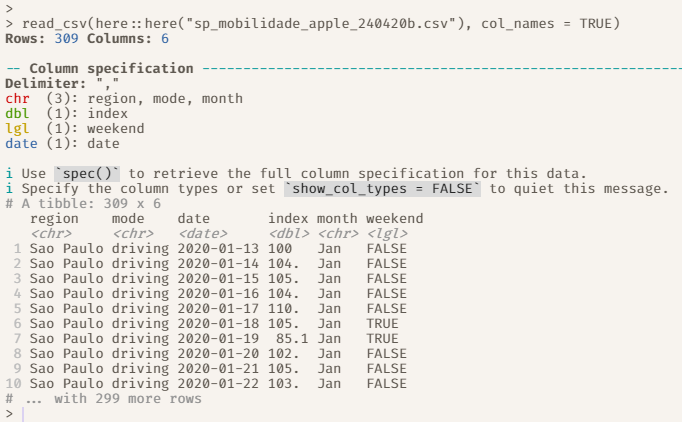 >
> read_csv(here::here("sp_mobilidade_apple_240420b.csv"), col_names = TRUE)
Rows: 309 Columns: 6
-- Column specification --------------------------------------------------------
Delimiter: ","
chr  (3): region, mode, month
dbl  (1): index
lgl  (1): weekend
date (1): date
i Use `spec()` to retrieve the full column specification for this data.
i Specify the column types or set `show_col_types = FALSE` to quiet this message.
# A tibble: 309 x 6
   region    mode    date       index month weekend
   <chr>     <chr>   <date>     <dbl> <chr> <lgl>
 1 Sao Paulo driving 2020-01-13 100   Jan   FALSE
 2 Sao Paulo driving 2020-01-14 104.  Jan   FALSE
 3 Sao Paulo driving 2020-01-15 105.  Jan   FALSE
 4 Sao Paulo driving 2020-01-16 104.  Jan   FALSE
 5 Sao Paulo driving 2020-01-17 110.  Jan   FALSE
 6 Sao Paulo driving 2020-01-18 105.  Jan   TRUE
 7 Sao Paulo driving 2020-01-19  85.1 Jan   TRUE
 8 Sao Paulo driving 2020-01-20 102.  Jan   FALSE
 9 Sao Paulo driving 2020-01-21 105.  Jan   FALSE
10 Sao Paulo driving 2020-01-22 103.  Jan   FALSE
# ... with 299 more rows
>